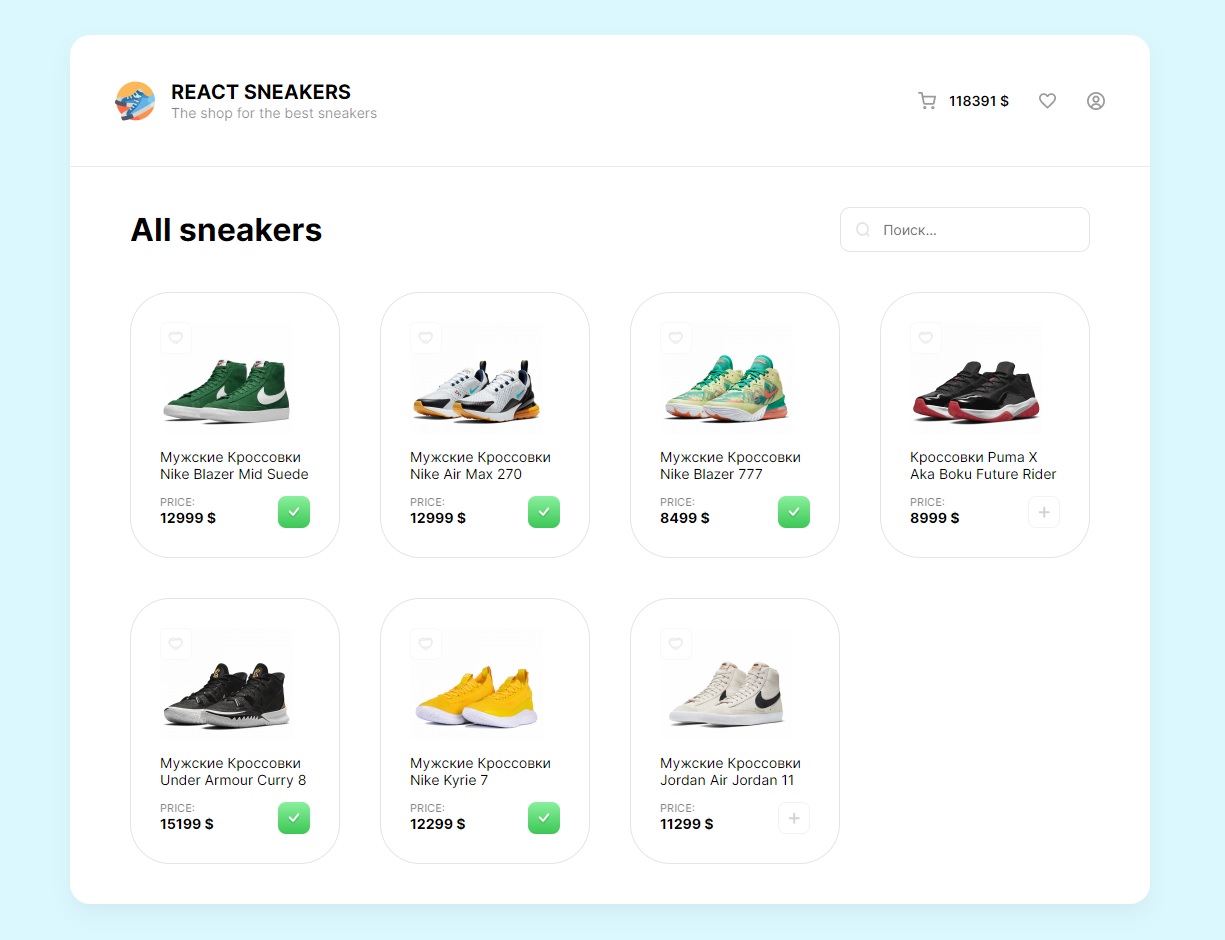 REACT SNEAKERS
The shop for the best sneakers
118391 $
All sneakers
Поиск...
Мужские Кроссовки
Nike Blazer Mid Suede
PRICE:
12999 $
Мужские Кроссовки
Nike Air Max 270
PRICE:
12999 $
Мужские Кроссовки
Nike Blazer 777
PRICE:
8499 $
Кроссовки Puma X
Aka Boku Future Rider
PRICE:
8999 $
Мужские Кроссовки
Under Armour Curry 8
PRICE:
15199 $
Мужские Кроссовки
Nike Kyrie 7
PRICE:
12299 $
Мужские Кроссовки
Jordan Air Jordan 11
PRICE:
11299 $